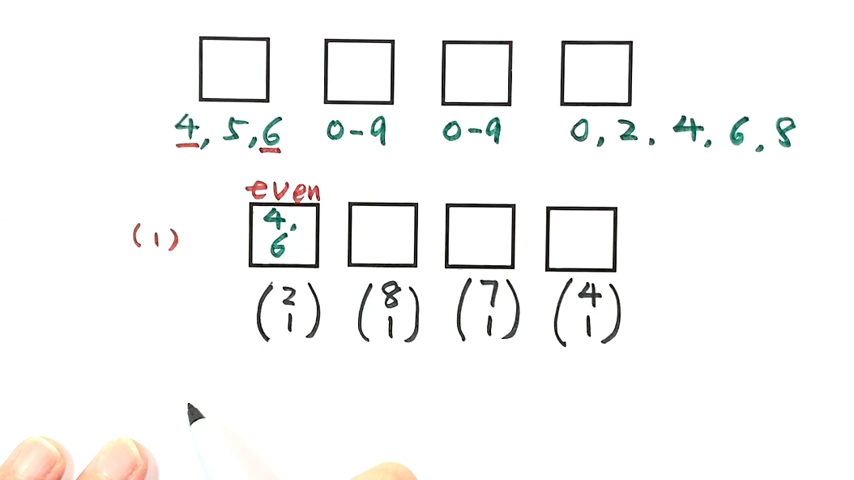 4, 5, 6 0-9 0-9 0, 2, 4, 6, 8
even
(1) 4, 6
(2 1) (8 1) (7 1) (4 1)